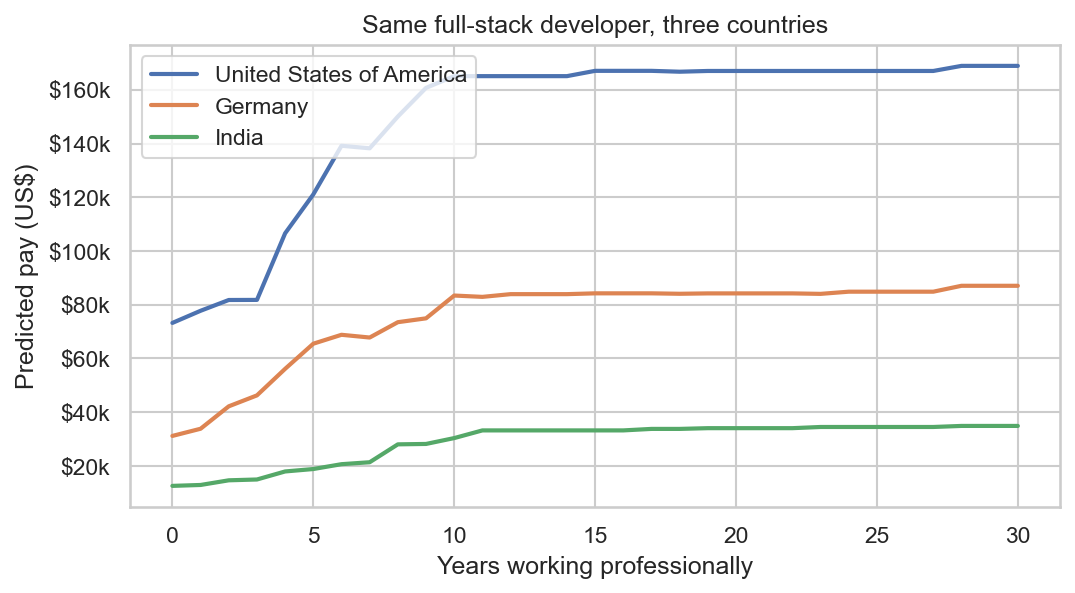 Same full-stack developer, three countries
United States of America
Germany
India
Predicted pay (US$)
$160k
$140k
$120k
$100k
$80k
$60k
$40k
$20k
0 5 10 15 20 25 30
Years working professionally